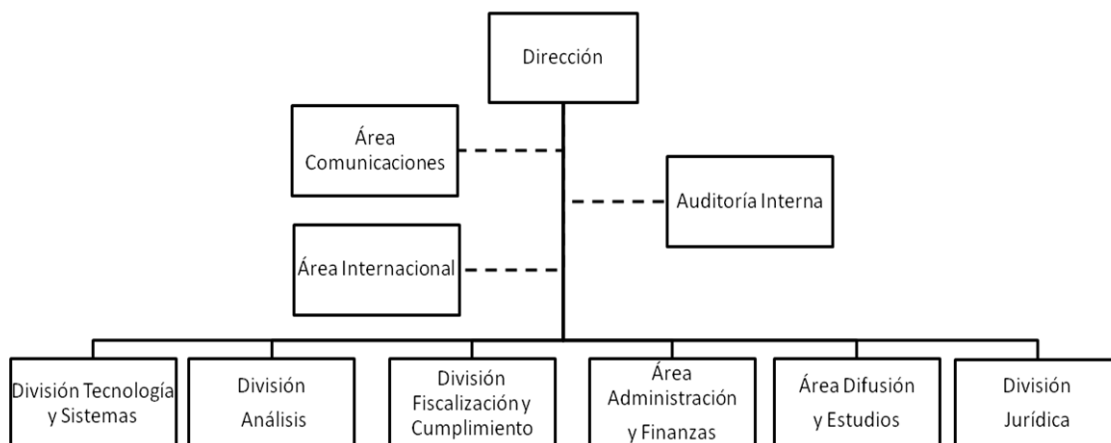 Dirección
Área
Comunicaciones
Auditoría Interna
Área Internacional
División Tecnología
y Sistemas
División
Análisis
División
Fiscalización y
Cumplimiento
Área
Administración
y Finanzas
Área Difusión
y Estudios
División
Jurídica